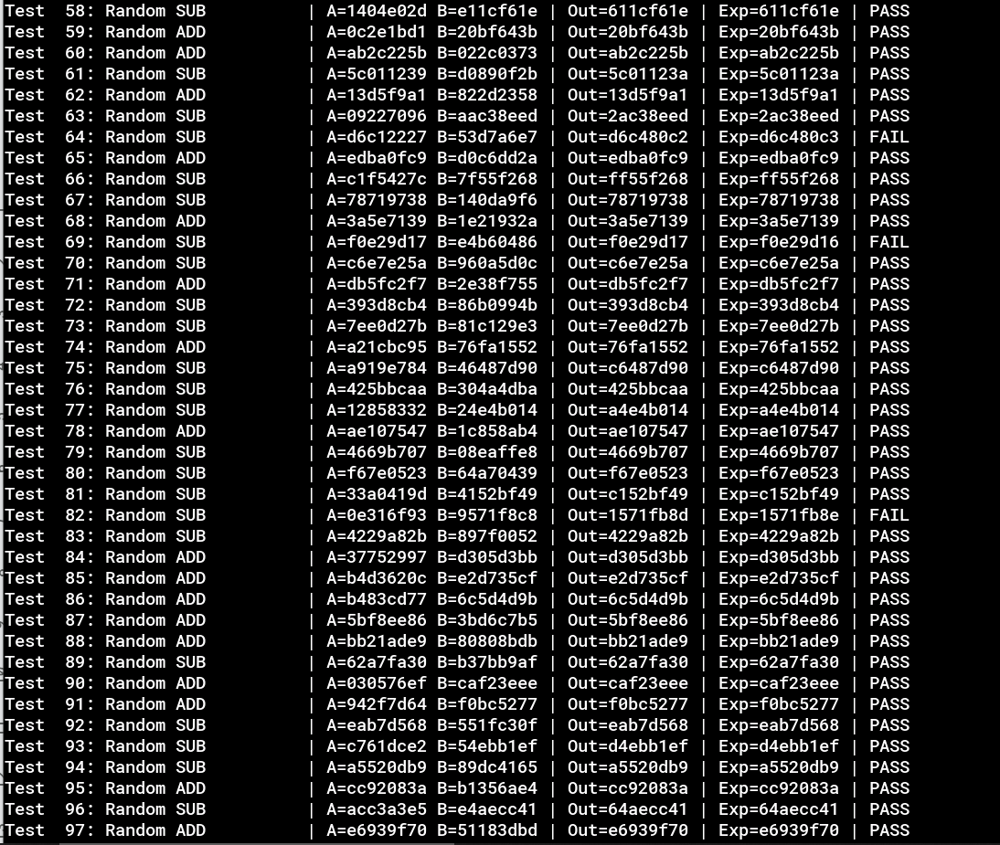 Test  58: Random SUB          | A=1404e02d B=e11cf61e | Out=611cf61e | Exp=611cf61e | PASS
Test  59: Random ADD          | A=0c2e1bd1 B=20bf643b | Out=20bf643b | Exp=20bf643b | PASS
Test  60: Random ADD          | A=ab2c225b B=022c0373 | Out=ab2c225b | Exp=ab2c225b | PASS
Test  61: Random SUB          | A=5c011239 B=d0890f2b | Out=5c01123a | Exp=5c01123a | PASS
Test  62: Random ADD          | A=13d5f9a1 B=822d2358 | Out=13d5f9a1 | Exp=13d5f9a1 | PASS
Test  63: Random SUB          | A=09227096 B=aac38eed | Out=2ac38eed | Exp=2ac38eed | PASS
Test  64: Random SUB          | A=d6c12227 B=53d7a6e7 | Out=d6c480c2 | Exp=d6c480c3 | FAIL
Test  65: Random ADD          | A=edba0fc9 B=d0c6dd2a | Out=edba0fc9 | Exp=edba0fc9 | PASS
Test  66: Random SUB          | A=c1f5427c B=7f55f268 | Out=ff55f268 | Exp=ff55f268 | PASS
Test  67: Random SUB          | A=78719738 B=140da9f6 | Out=78719738 | Exp=78719738 | PASS
Test  68: Random ADD          | A=3a5e7139 B=1e21932a | Out=3a5e7139 | Exp=3a5e7139 | PASS
Test  69: Random SUB          | A=f0e29d17 B=e4b60486 | Out=f0e29d17 | Exp=f0e29d16 | FAIL
Test  70: Random SUB          | A=c6e7e25a B=960a5d0c | Out=c6e7e25a | Exp=c6e7e25a | PASS
Test  71: Random ADD          | A=db5fc2f7 B=2e38f755 | Out=db5fc2f7 | Exp=db5fc2f7 | PASS
Test  72: Random SUB          | A=393d8cb4 B=86b0994b | Out=393d8cb4 | Exp=393d8cb4 | PASS
Test  73: Random SUB          | A=7ee0d27b B=81c129e3 | Out=7ee0d27b | Exp=7ee0d27b | PASS
Test  74: Random ADD          | A=a21cbc95 B=76fa1552 | Out=76fa1552 | Exp=76fa1552 | PASS
Test  75: Random SUB          | A=a919e784 B=46487d90 | Out=c6487d90 | Exp=c6487d90 | PASS
Test  76: Random SUB          | A=425bbcaa B=304a4dba | Out=425bbcaa | Exp=425bbcaa | PASS
Test  77: Random SUB          | A=12858332 B=24e4b014 | Out=a4e4b014 | Exp=a4e4b014 | PASS
Test  78: Random ADD          | A=ae107547 B=1c858ab4 | Out=ae107547 | Exp=ae107547 | PASS
Test  79: Random SUB          | A=4669b707 B=08eaffe8 | Out=4669b707 | Exp=4669b707 | PASS
Test  80: Random SUB          | A=f67e0523 B=64a70439 | Out=f67e0523 | Exp=f67e0523 | PASS
Test  81: Random SUB          | A=33a0419d B=4152bf49 | Out=c152bf49 | Exp=c152bf49 | PASS
Test  82: Random SUB          | A=0e316f93 B=9571f8c8 | Out=1571fb8d | Exp=1571fb8e | FAIL
Test  83: Random SUB          | A=4229a82b B=897f0052 | Out=4229a82b | Exp=4229a82b | PASS
Test  84: Random ADD          | A=37752997 B=d305d3bb | Out=d305d3bb | Exp=d305d3bb | PASS
Test  85: Random ADD          | A=b4d3620c B=e2d735cf | Out=e2d735cf | Exp=e2d735cf | PASS
Test  86: Random ADD          | A=b483cd77 B=6c5d4d9b | Out=6c5d4d9b | Exp=6c5d4d9b | PASS
Test  87: Random ADD          | A=5bf8ee86 B=3bd6c7b5 | Out=5bf8ee86 | Exp=5bf8ee86 | PASS
Test  88: Random ADD          | A=bb21ade9 B=80808bdb | Out=bb21ade9 | Exp=bb21ade9 | PASS
Test  89: Random SUB          | A=62a7fa30 B=b37bb9af | Out=62a7fa30 | Exp=62a7fa30 | PASS
Test  90: Random ADD          | A=030576ef B=caf23eee | Out=caf23eee | Exp=caf23eee | PASS
Test  91: Random ADD          | A=942f7d64 B=f0bc5277 | Out=f0bc5277 | Exp=f0bc5277 | PASS
Test  92: Random SUB          | A=eab7d568 B=551fc30f | Out=eab7d568 | Exp=eab7d568 | PASS
Test  93: Random SUB          | A=c761dce2 B=54ebb1ef | Out=d4ebb1ef | Exp=d4ebb1ef | PASS
Test  94: Random SUB          | A=a5520db9 B=89dc4165 | Out=a5520db9 | Exp=a5520db9 | PASS
Test  95: Random ADD          | A=cc92083a B=b1356ae4 | Out=cc92083a | Exp=cc92083a | PASS
Test  96: Random SUB          | A=acc3a3e5 B=e4aecc41 | Out=64aecc41 | Exp=64aecc41 | PASS
Test  97: Random ADD          | A=e6939f70 B=51183dbd | Out=e6939f70 | Exp=e6939f70 | PASS